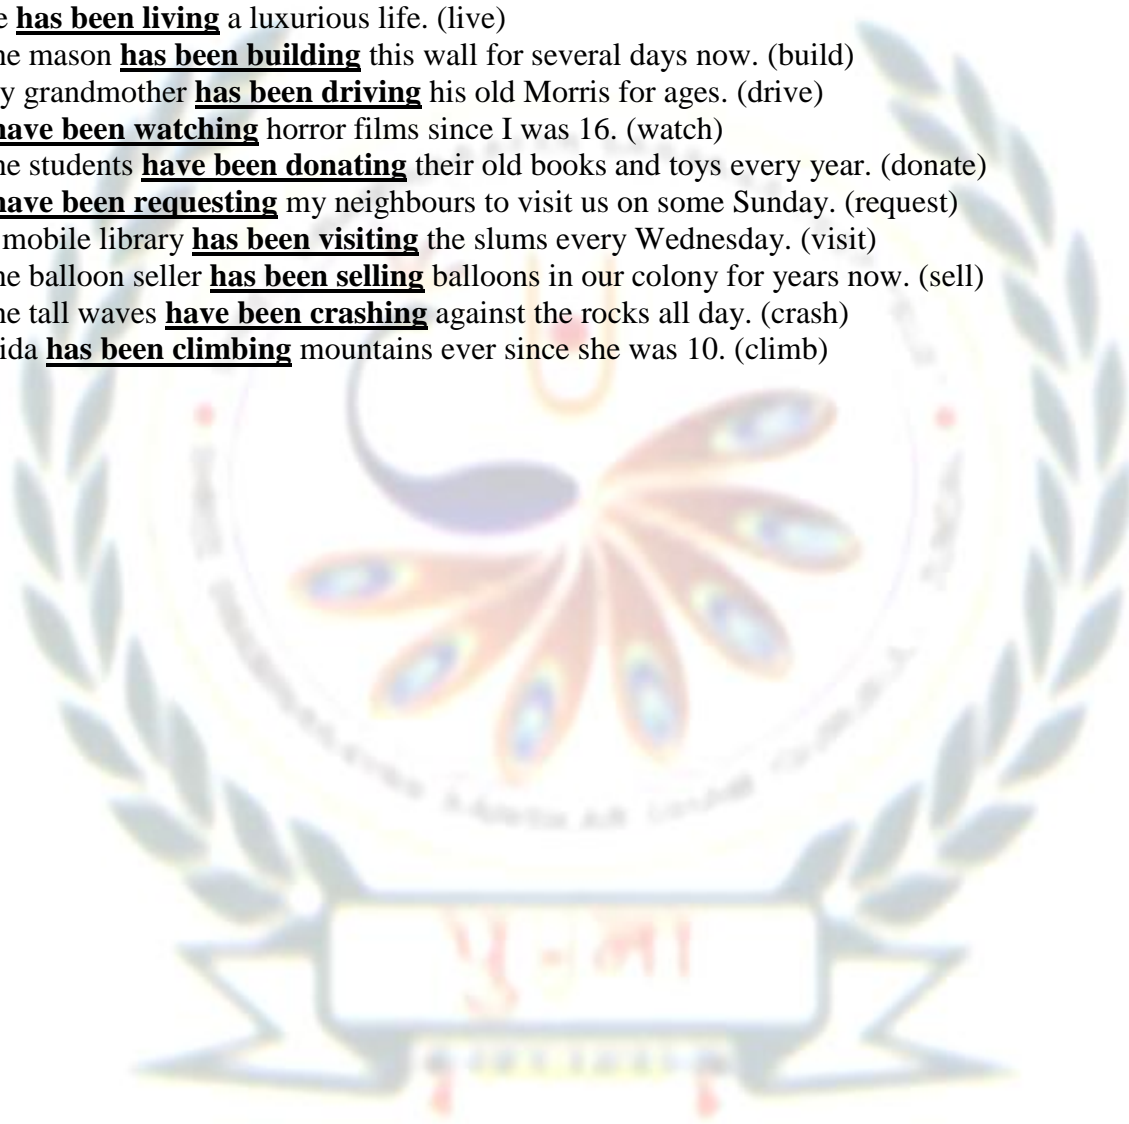 e has been living a luxurious life. (live)
he mason has been building this wall for several days now. (build)
y grandmother has been driving his old Morris for ages. (drive)
have been watching horror films since I was 16. (watch)
he students have been donating their old books and toys every year. (donate)
have been requesting my neighbours to visit us on some Sunday. (request)
mobile library has been visiting the slums every Wednesday. (visit)
he balloon seller has been selling balloons in our colony for years now. (sell)
he tall waves have been crashing against the rocks all day. (crash)
ida has been climbing mountains ever since she was 10. (climb)